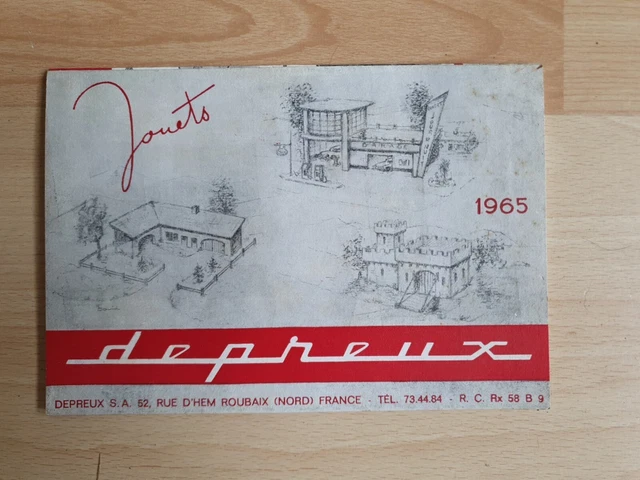 Jouets
1965
depreux
DEPREUX S.A. 52, RUE D'HEM ROUBAIX (NORD) FRANCE - TÉL. 73.44.84 - R. C. Rx 58 B 9